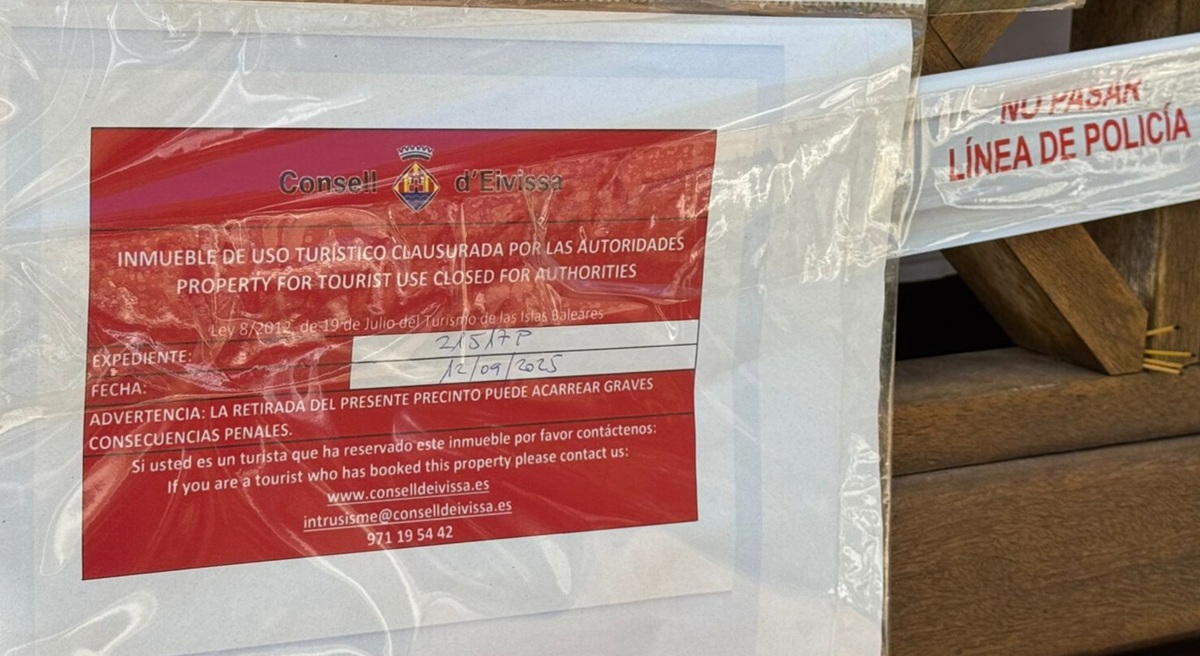 Consell d'Eivissa
INMUEBLE DE USO TURÍSTICO CLAUSURADA POR LAS AUTORIDADES
PROPERTY FOR TOURIST USE CLOSED FOR AUTHORITIES
Ley 8/2012, de 19 de Julio del Turismo de las Islas Baleares
EXPEDIENTE: 21517P
FECHA: 12/09/2025
ADVERTENCIA: LA RETIRADA DEL PRESENTE PRECINTO PUEDE ACARREAR GRAVES
CONSECUENCIAS PENALES.
Si usted es un turista que ha reservado este inmueble por favor contáctenos:
If you are a tourist who has booked this property please contact us:
www.conselldeivissa.es
intrusisme@conselldeivissa.es
971 19 54 42
NO PASAR
LÍNEA DE POLICÍA